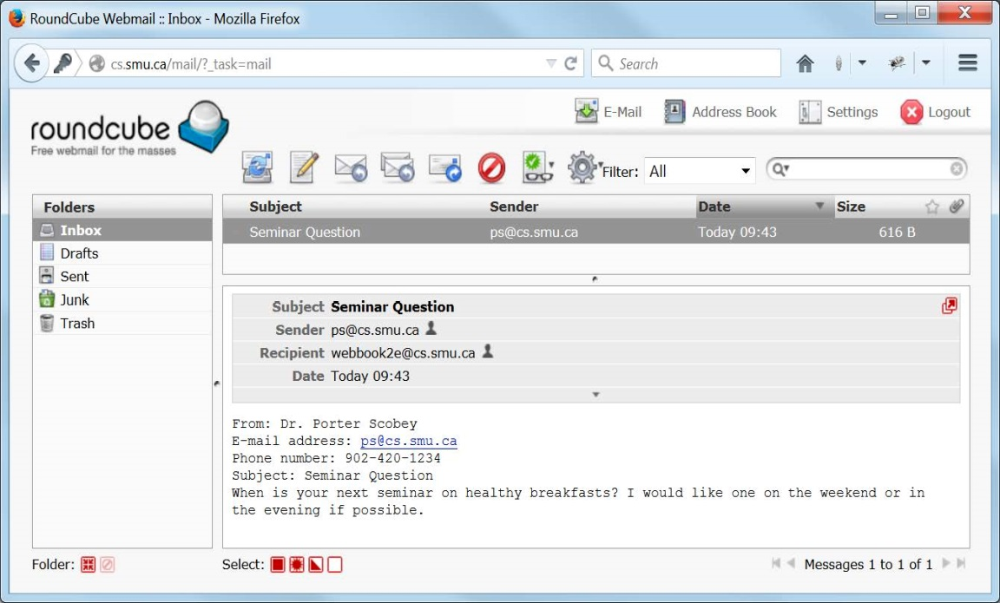 RoundCube Webmail :: Inbox - Mozilla Firefox
cs.smu.ca/mail/?_task=mail
Search
E-Mail Address Book Settings Logout
roundcube
Free webmail for the masses
Filter: All
Folders
Inbox
Drafts
Sent
Junk
Trash
Subject Sender Date Size
Seminar Question ps@cs.smu.ca Today 09:43 616 B
Subject Seminar Question
Sender ps@cs.smu.ca
Recipient webbook2e@cs.smu.ca
Date Today 09:43
From: Dr. Porter Scobey
E-mail address: ps@cs.smu.ca
Phone number: 902-420-1234
Subject: Seminar Question
When is your next seminar on healthy breakfasts? I would like one on the weekend or in
the evening if possible.
Folder:
Select:
Messages 1 to 1 of 1